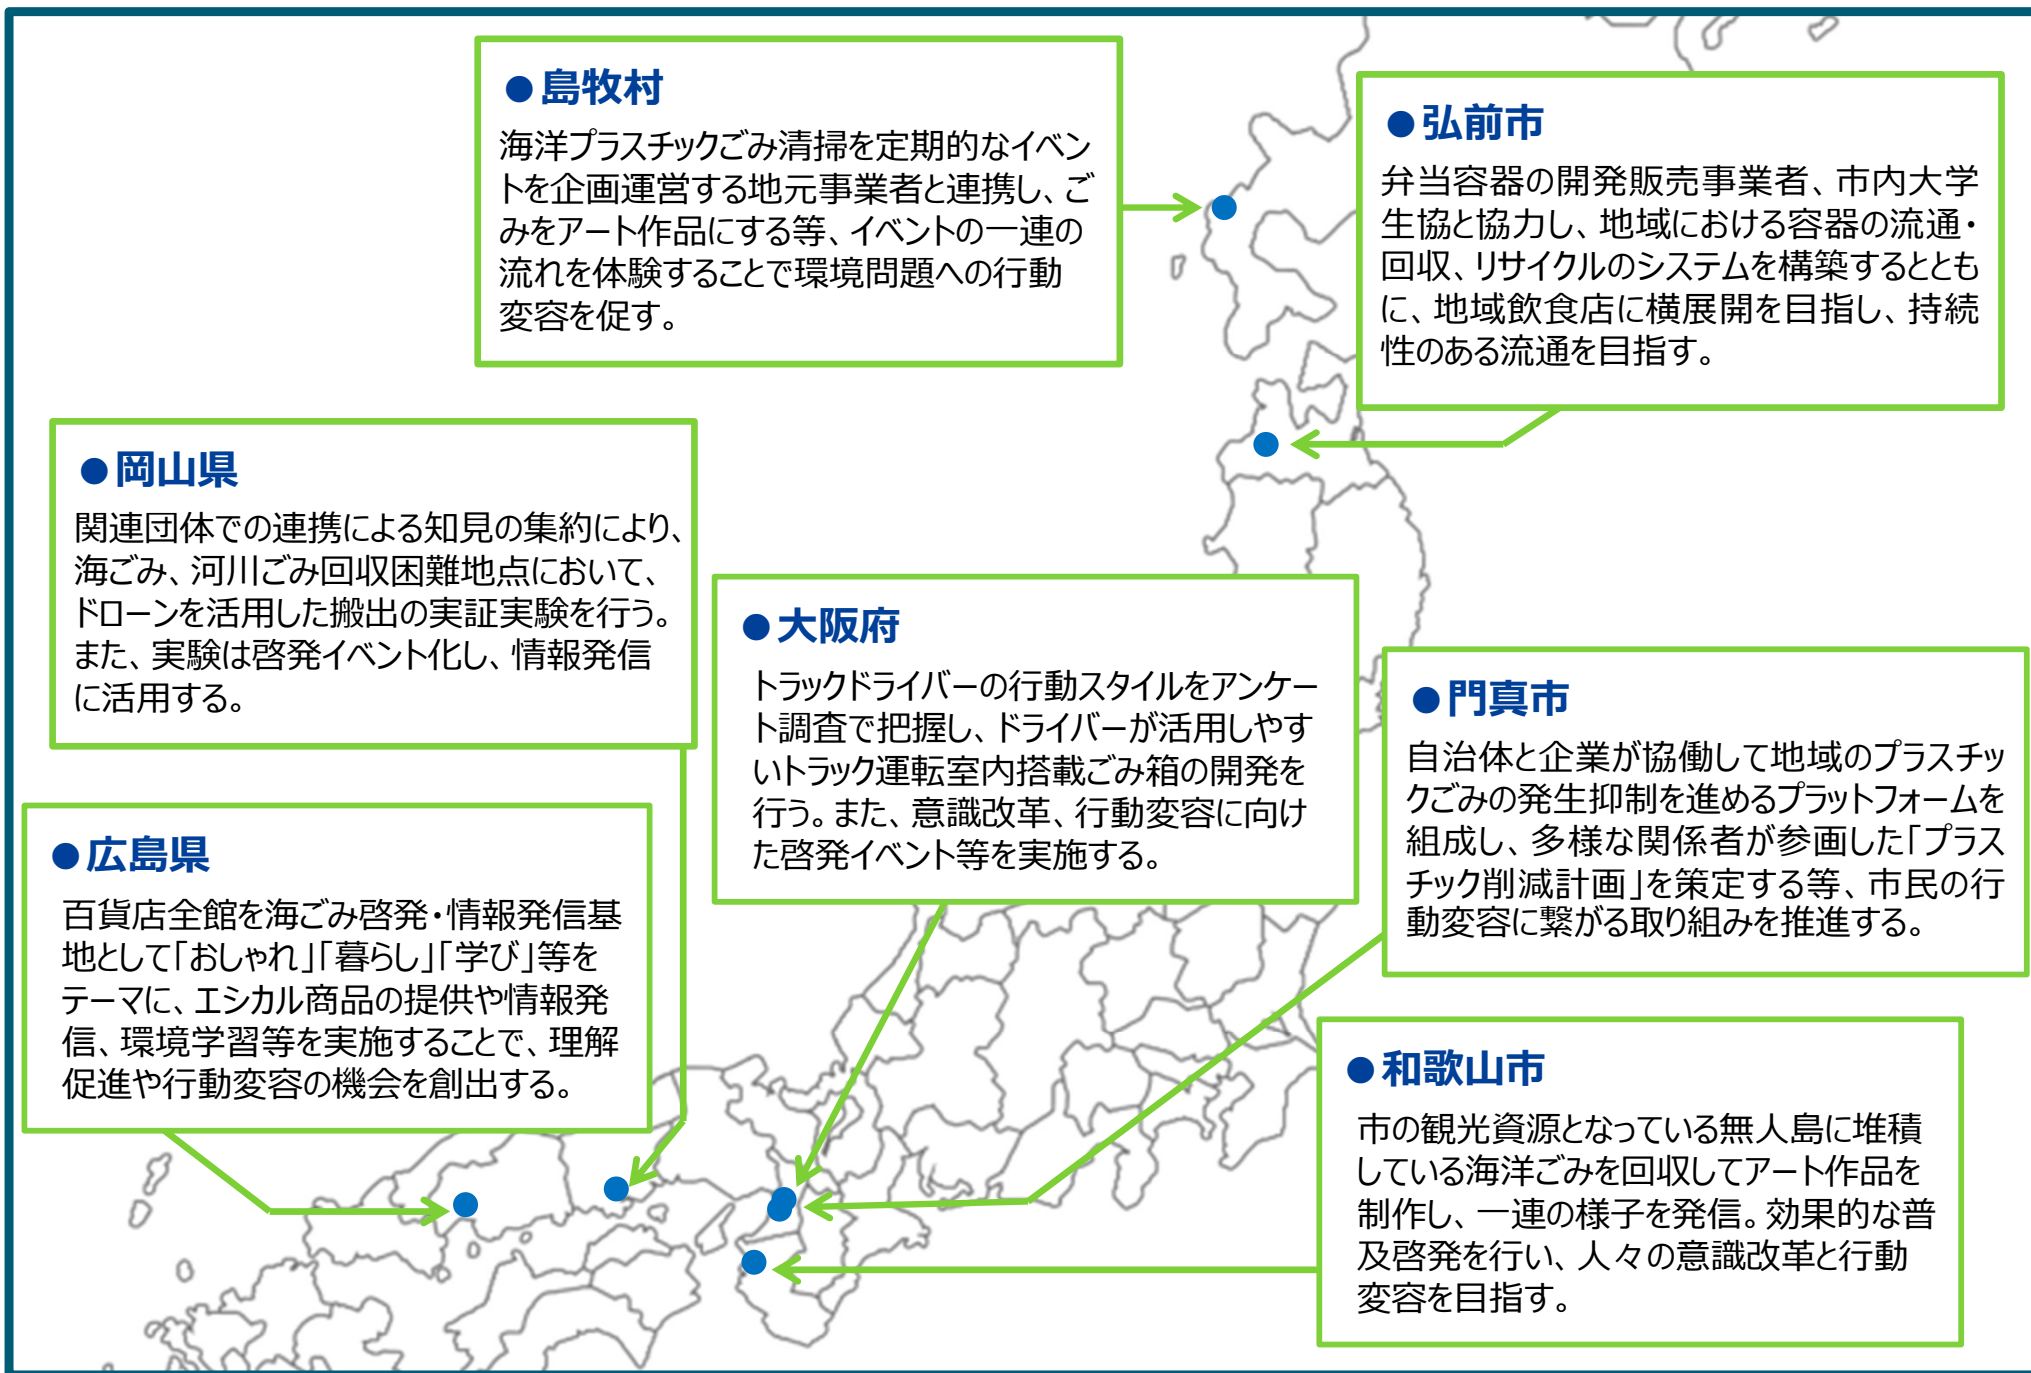 ●島牧村
海洋プラスチックごみ清掃を定期的なイベン
トを企画運営する地元事業者と連携し、ご
みをアート作品にする等、イベントの一連の
流れを体験することで環境問題への行動
変容を促す。
●弘前市
弁当容器の開発販売事業者、市内大学
生協と協力し、地域における容器の流通・
回収、リサイクルのシステムを構築するととも
に、地域飲食店に横展開を目指し、持続
性のある流通を目指す。
●岡山県
関連団体での連携による知見の集約により、
海ごみ、河川ごみ回収困難地点において、
ドローンを活用した搬出の実証実験を行う。
また、実験は啓発イベント化し、情報発信
に活用する。
●大阪府
トラックドライバーの行動スタイルをアンケー
ト調査で把握し、ドライバーが活用しやす
いトラック運転室内搭載ごみ箱の開発を
行う。また、意識改革、行動変容に向け
た啓発イベント等を実施する。
●門真市
自治体と企業が協働して地域のプラスチッ
クごみの発生抑制を進めるプラットフォームを
組成し、多様な関係者が参画した「プラス
チック削減計画」を策定する等、市民の行
動変容に繋がる取り組みを推進する。
●広島県
百貨店全館を海ごみ啓発・情報発信基
地として「おしゃれ」「暮らし」「学び」等を
テーマに、エシカル商品の提供や情報発
信、環境学習等を実施することで、理解
促進や行動変容の機会を創出する。
●和歌山市
市の観光資源となっている無人島に堆積
している海洋ごみを回収してアート作品を
制作し、一連の様子を発信。効果的な普
及啓発を行い、人々の意識改革と行動
変容を目指す。